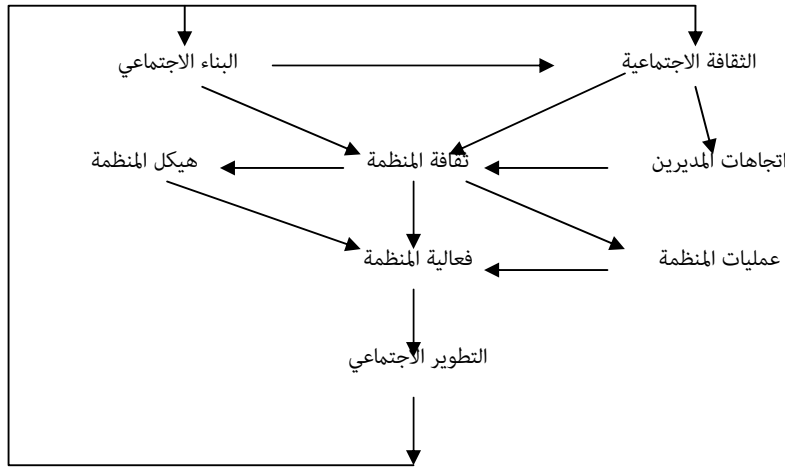 الثقافة الاجتماعية
البناء الاجتماعي
اتجاهات المديرين
ثقافة المنظمة
هيكل المنظمة
عمليات المنظمة
فعالية المنظمة
التطوير الاجتماعي